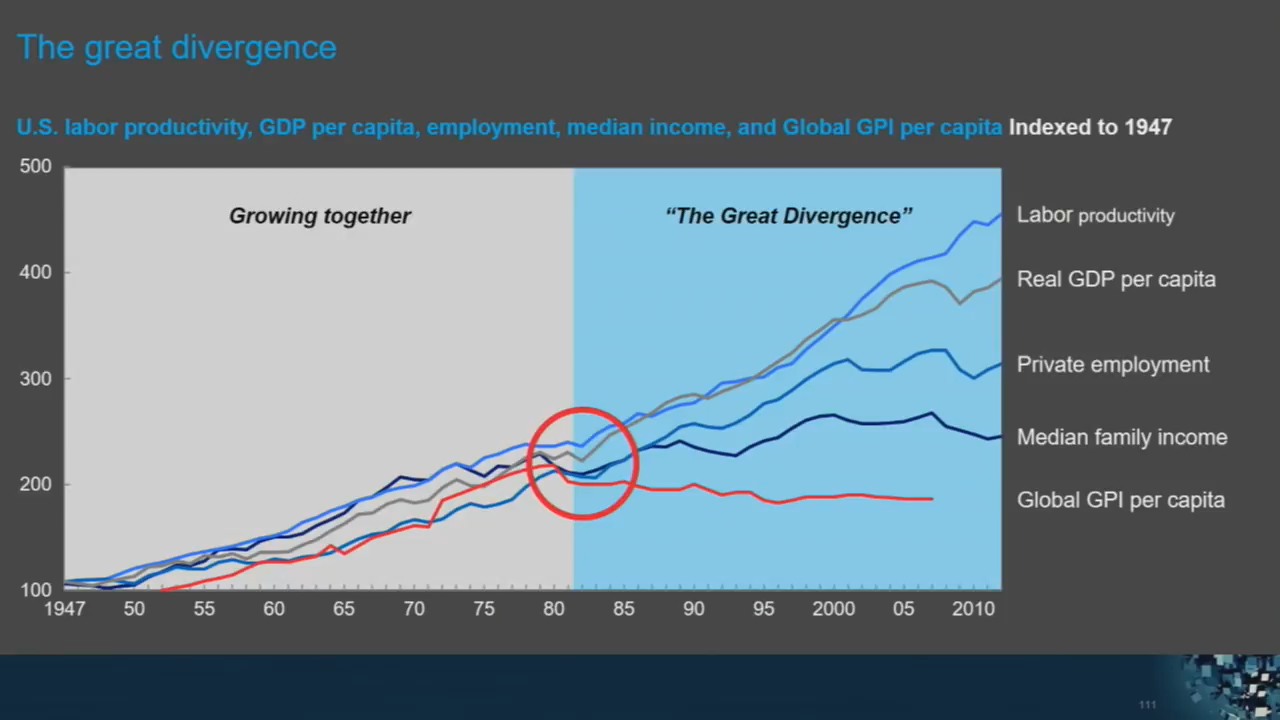 The great divergence
U.S. labor productivity, GDP per capita, employment, median income, and Global GPI per capita Indexed to 1947
500
400
300
200
100
Growing together
“The Great Divergence”
Labor productivity
Real GDP per capita
Private employment
Median family income
Global GPI per capita
1947 50 55 60 65 70 75 80 85 90 95 2000 05 2010
111